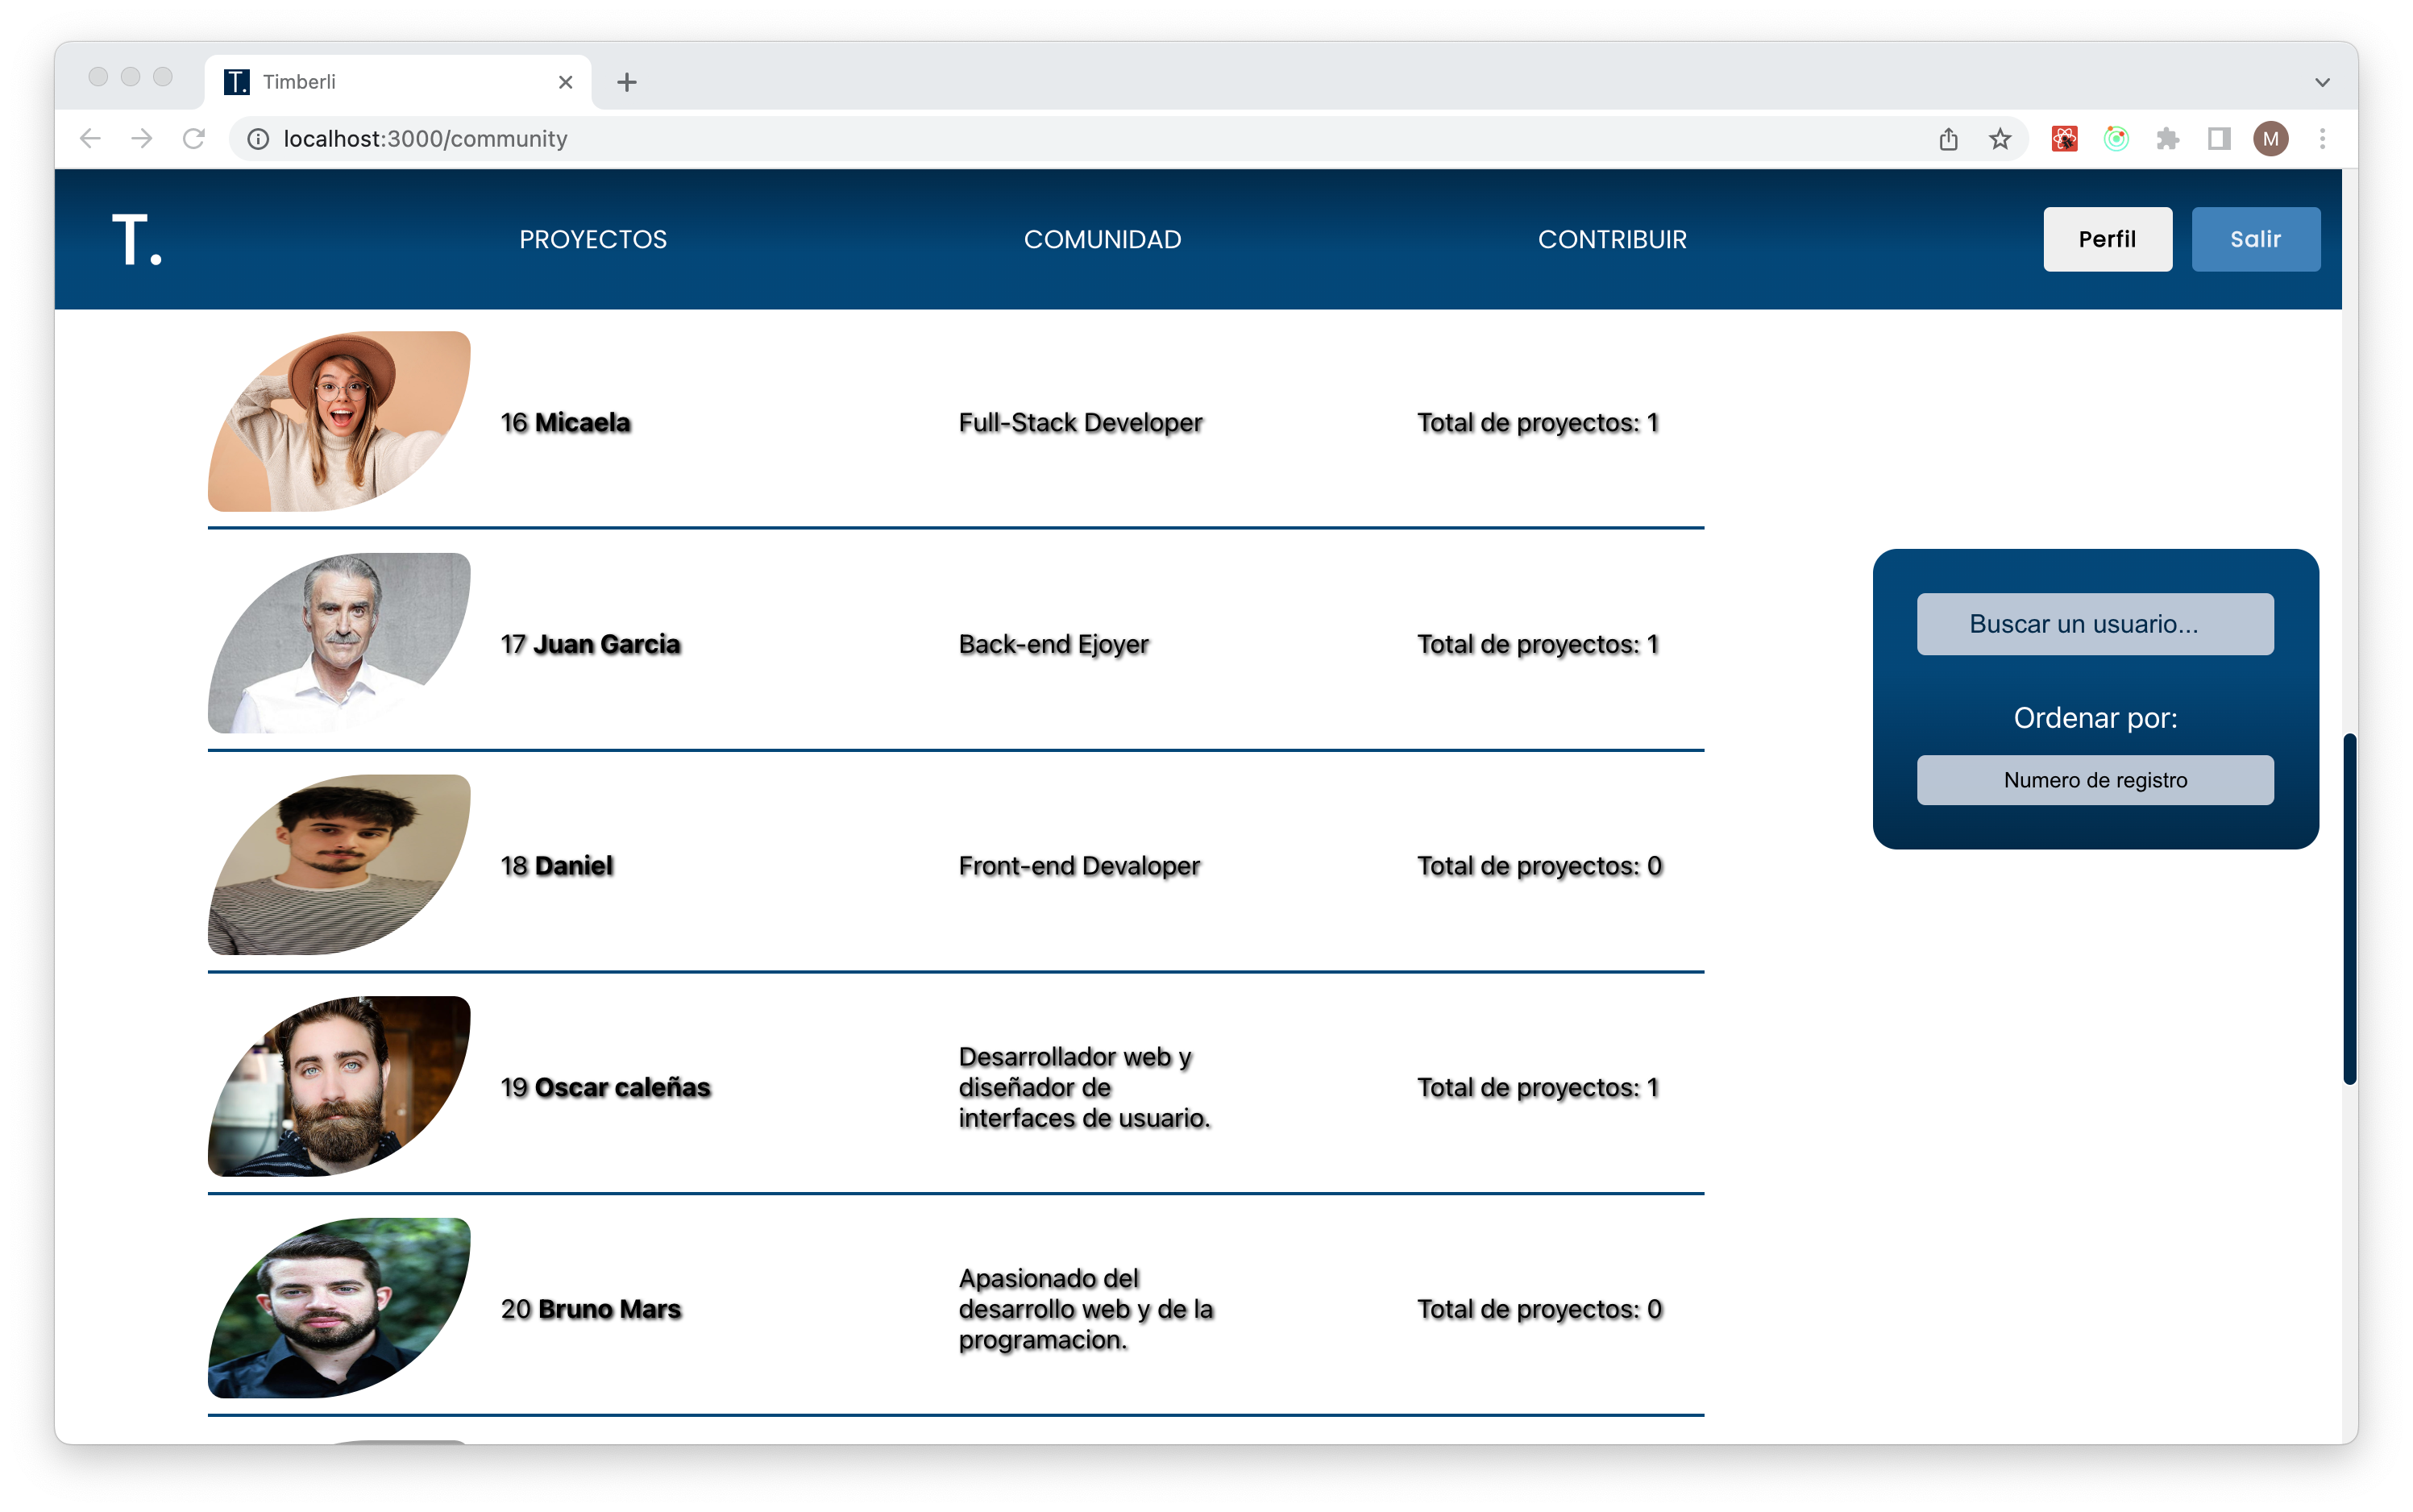 T. Timberli
localhost:3000/community
M
T. PROYECTOS COMUNIDAD CONTRIBUIR Perfil Salir
16 Micaela Full-Stack Developer Total de proyectos: 1
17 Juan Garcia Back-end Ejoyer Total de proyectos: 1
18 Daniel Front-end Devaloper Total de proyectos: 0
19 Oscar caleñas
Desarrollador web y
diseñador de
interfaces de usuario.
Total de proyectos: 1
20 Bruno Mars
Apasionado del
desarrollo web y de la
programacion.
Total de proyectos: 0
Buscar un usuario...
Ordenar por:
Numero de registro